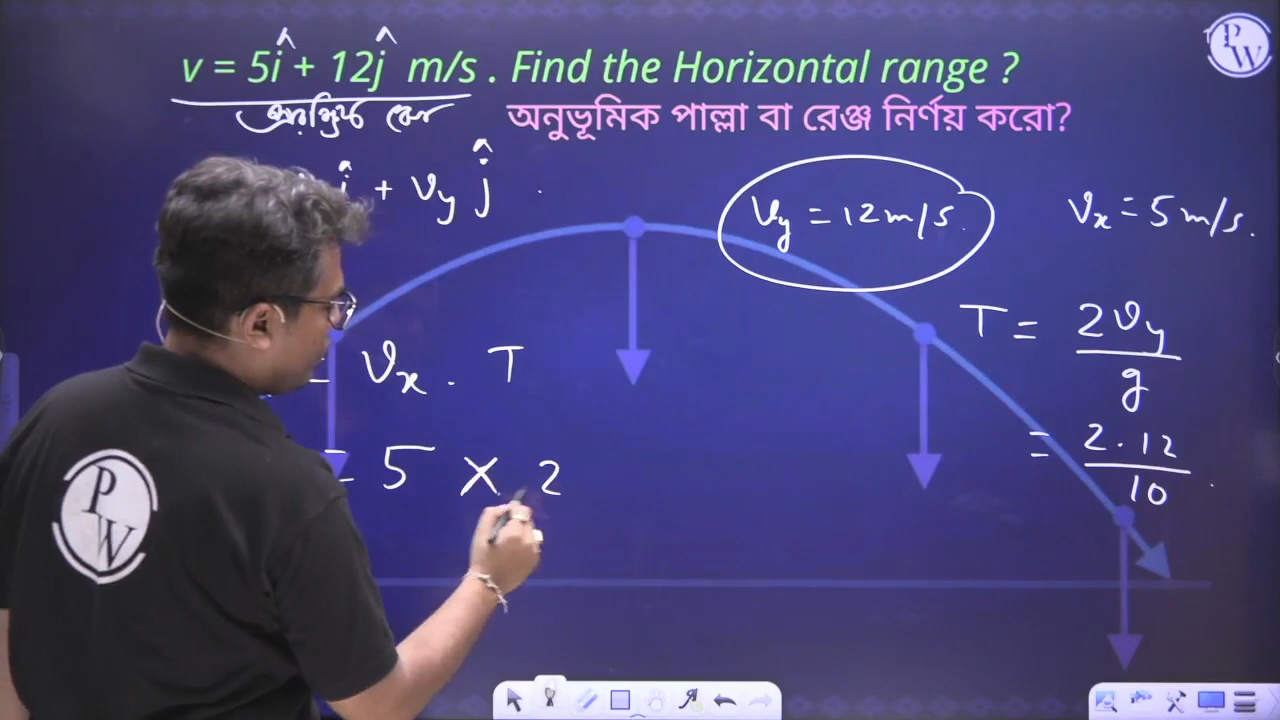 v = 5î + 12ĵ m/s . Find the Horizontal range ?
অনুভূমিক পাল্লা বা রেঞ্জ নির্ণয় করো?
î + vy ĵ .
vy = 12 m/s.
vx = 5 m/s.
T = 2vy / g
= vx . T
= 2 . 12 / 10 .
= 5 × 2
PW
PW